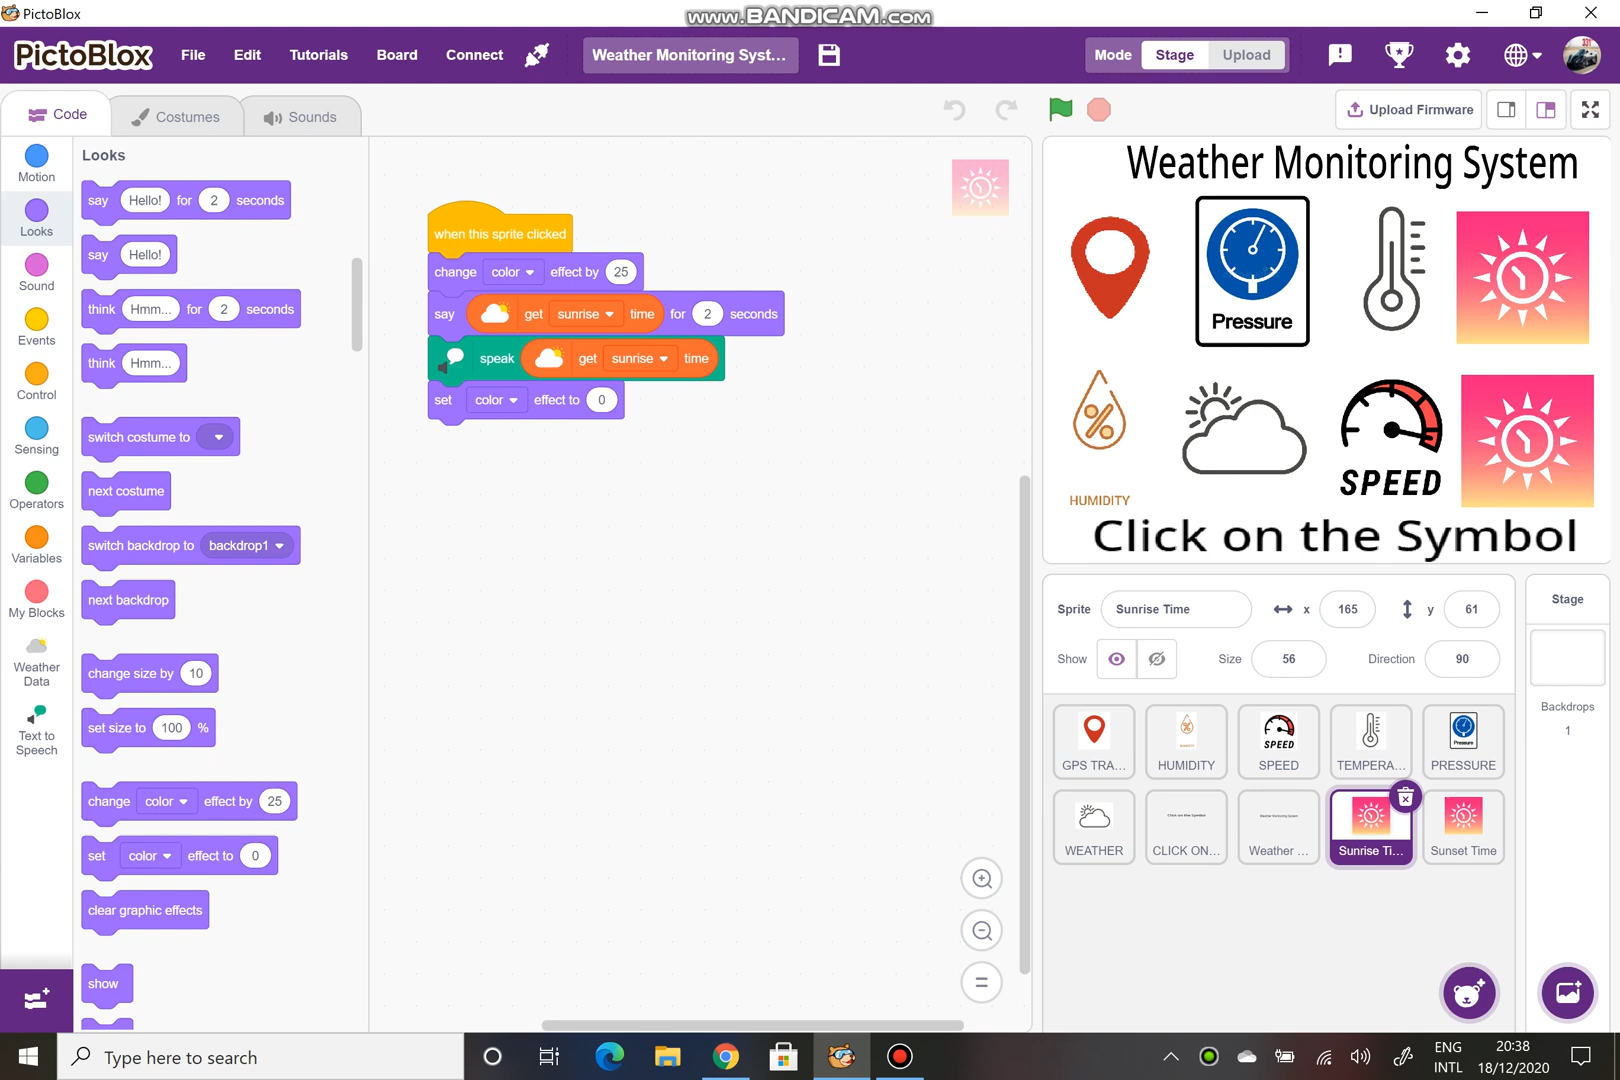 PictoBlox
www.BANDICAM.com
PictoBlox File Edit Tutorials Board Connect Weather Monitoring Syst... Mode Stage Upload
Code Costumes Sounds Upload Firmware
Motion
Looks
Sound
Events
Control
Sensing
Operators
Variables
My Blocks
Weather
Data
Text to
Speech
Looks
say Hello! for 2 seconds
say Hello!
think Hmm... for 2 seconds
think Hmm...
switch costume to
next costume
switch backdrop to backdrop1
next backdrop
change size by 10
set size to 100 %
change color effect by 25
set color effect to 0
clear graphic effects
show
when this sprite clicked
change color effect by 25
say get sunrise time for 2 seconds
speak get sunrise time
set color effect to 0
Weather Monitoring System
Pressure
HUMIDITY
SPEED
Click on the Symbol
Sprite Sunrise Time x 165 y 61
Show Size 56 Direction 90
GPS TRA... HUMIDITY SPEED TEMPERA... PRESSURE
WEATHER CLICK ON... Weather ... Sunrise Ti... Sunset Time
Stage
Backdrops
1
Type here to search
ENG
INTL
20:38
18/12/2020